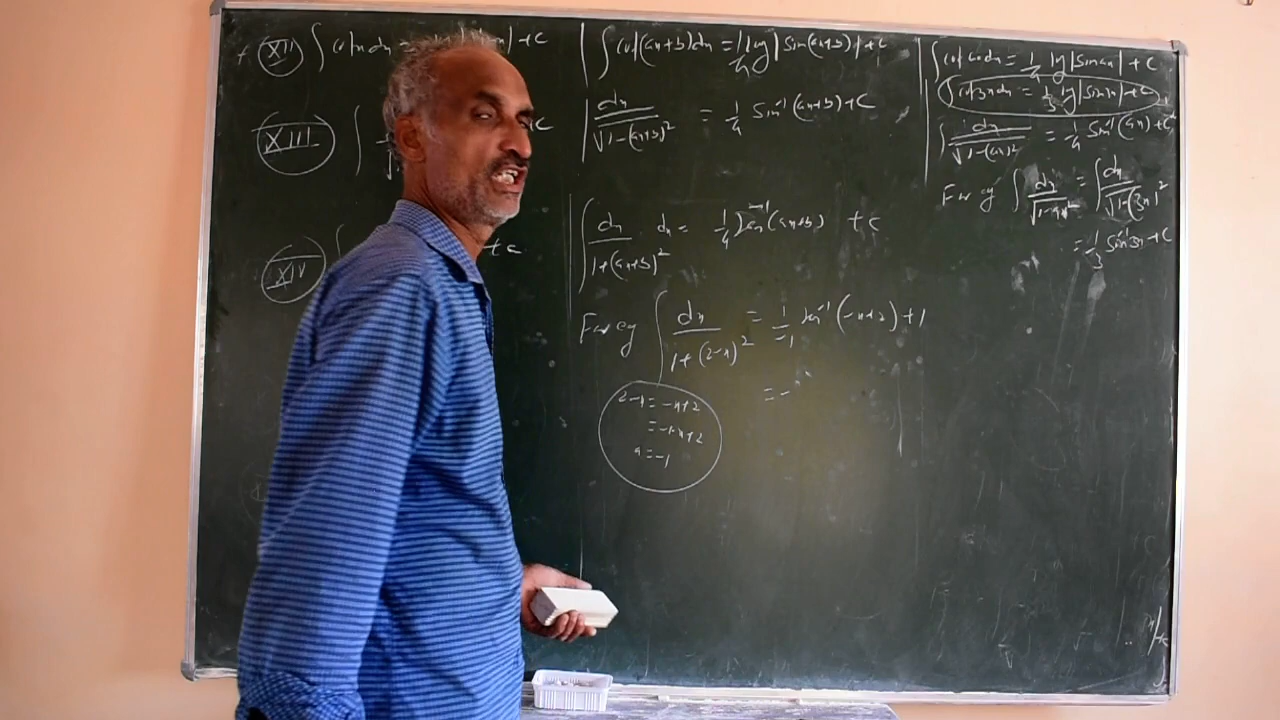 XII ∫ cotx dx = + c
XIII ∫ + c
XIV ∫ + c
∫ cot(ax+b)dx = 1/a log|sin(ax+b)| + c
∫ dx/√1-(ax+b)² = 1/a sin⁻¹(ax+b) + c
∫ dx/1+(ax+b)² dx = 1/a tan⁻¹(ax+b) + c
For eg ∫ dx/1+(2-x)² = 1/-1 tan⁻¹(-x+2) + 1
= -
2-x = -x+2
= -1x+2
a = -1
∫ cot ax dx = 1/a log|sin ax| + c
∫ cot 3x dx = 1/3 log|sin 3x| + c
∫ dx/√1-(ax)² = 1/a sin⁻¹(ax) + c
For eg ∫ dx/√1-9x² = ∫ dx/√1-(3x)²
= 1/3 sin⁻¹3x + c